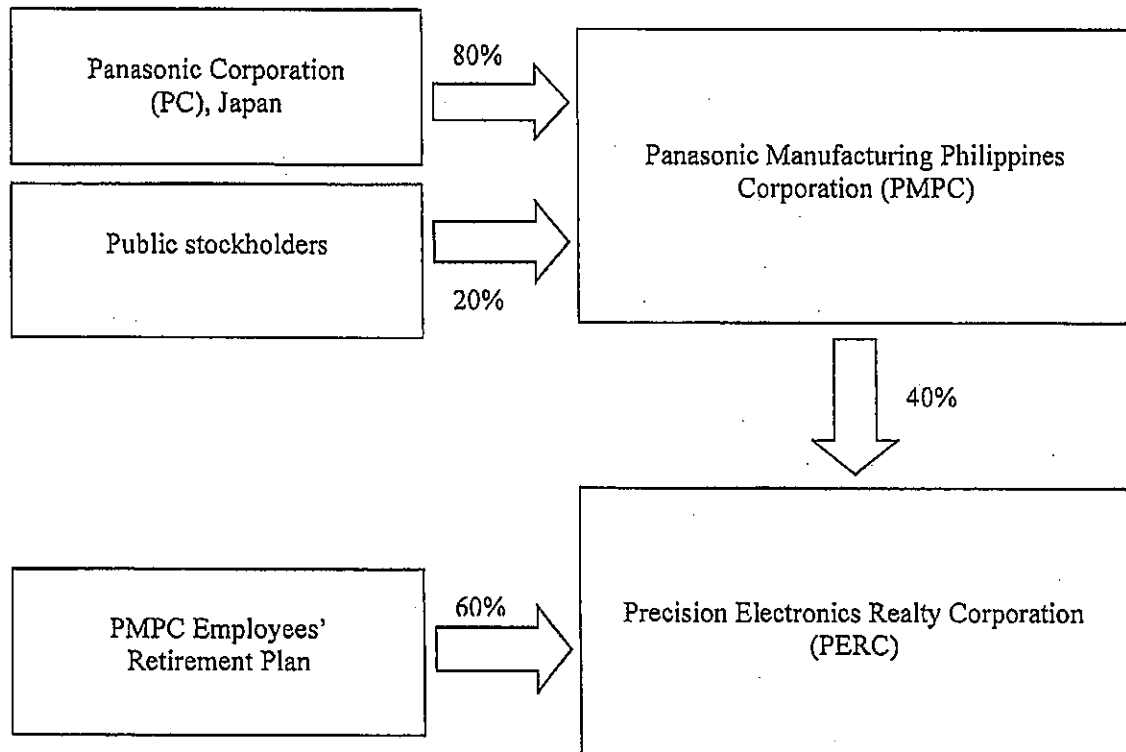 Panasonic Corporation
(PC), Japan
80%
Public stockholders
20%
Panasonic Manufacturing Philippines
Corporation (PMPC)
40%
PMPC Employees’
Retirement Plan
60%
Precision Electronics Realty Corporation
(PERC)